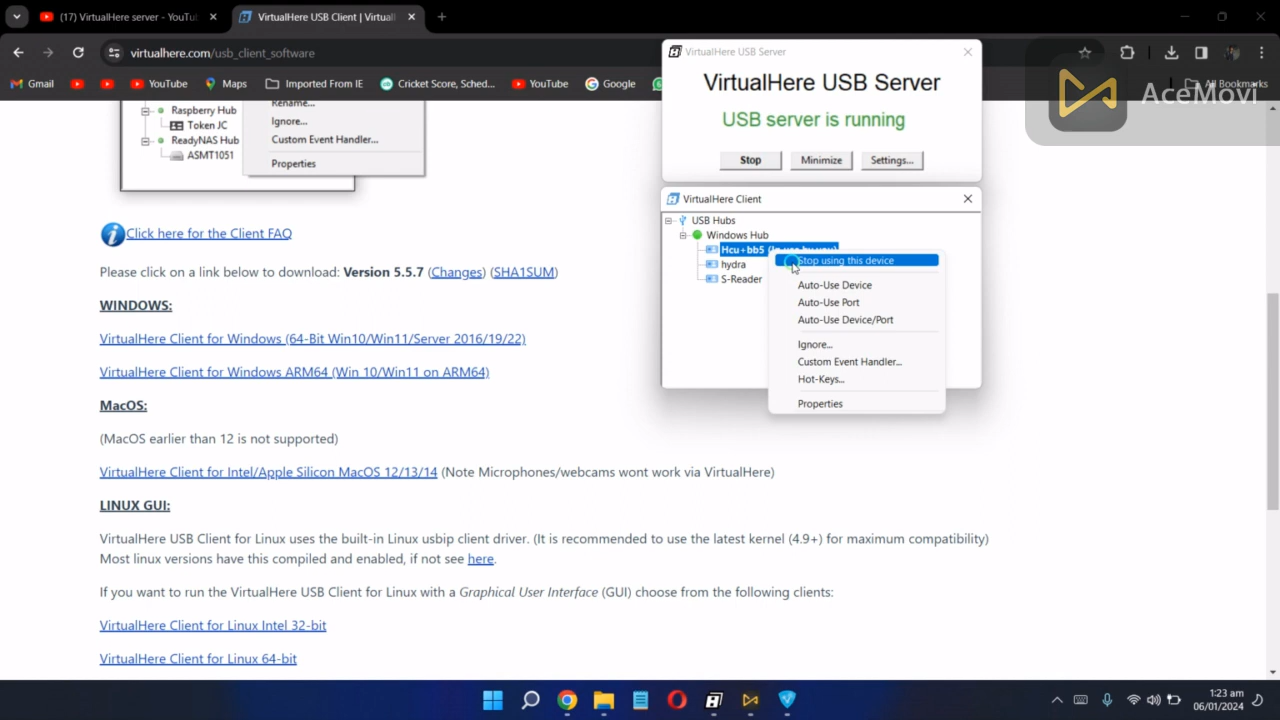 (17) VirtualHere server - YouTu
VirtualHere USB Client | Virtuall
virtualhere.com/usb_client_software
Gmail
YouTube
Maps
Imported From IE
Cricket Score, Sched...
YouTube
Google
All Bookmarks
AceMovi
VirtualHere USB Server
VirtualHere USB Server
USB server is running
Stop
Minimize
Settings...
Raspberry Hub
Token JC
ReadyNAS Hub
ASMT1051
Rename...
Ignore...
Custom Event Handler...
Properties
VirtualHere Client
USB Hubs
Windows Hub
Hcu+bb5 (In use by you)
hydra
S-Reader
Stop using this device
Auto-Use Device
Auto-Use Port
Auto-Use Device/Port
Ignore...
Custom Event Handler...
Hot-Keys...
Properties
Click here for the Client FAQ
Please click on a link below to download: Version 5.5.7 (Changes) (SHA1SUM)
WINDOWS:
VirtualHere Client for Windows (64-Bit Win10/Win11/Server 2016/19/22)
VirtualHere Client for Windows ARM64 (Win 10/Win11 on ARM64)
MacOS:
(MacOS earlier than 12 is not supported)
VirtualHere Client for Intel/Apple Silicon MacOS 12/13/14 (Note Microphones/webcams wont work via VirtualHere)
LINUX GUI:
VirtualHere USB Client for Linux uses the built-in Linux usbip client driver. (It is recommended to use the latest kernel (4.9+) for maximum compatibility)
Most linux versions have this compiled and enabled, if not see here.
If you want to run the VirtualHere USB Client for Linux with a Graphical User Interface (GUI) choose from the following clients:
VirtualHere Client for Linux Intel 32-bit
VirtualHere Client for Linux 64-bit
1:23 am
06/01/2024